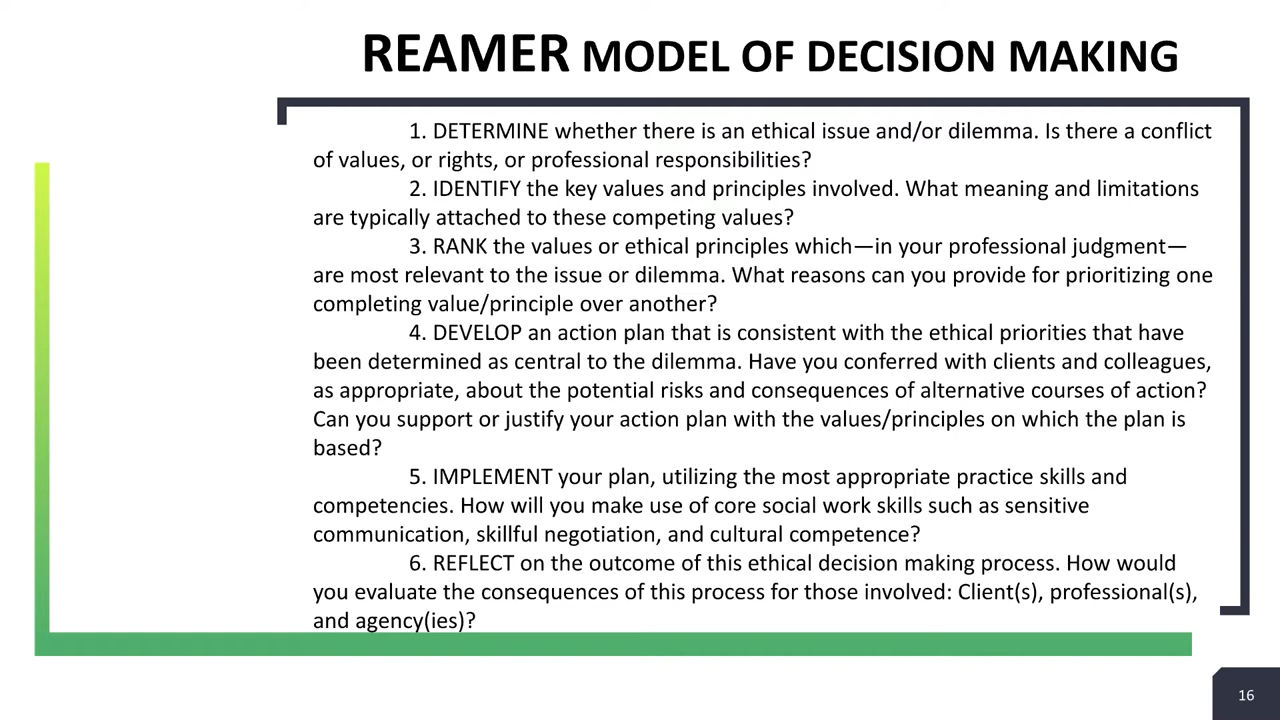 REAMER MODEL OF DECISION MAKING
1. DETERMINE whether there is an ethical issue and/or dilemma. Is there a conflict
of values, or rights, or professional responsibilities?
2. IDENTIFY the key values and principles involved. What meaning and limitations
are typically attached to these competing values?
3. RANK the values or ethical principles which—in your professional judgment—
are most relevant to the issue or dilemma. What reasons can you provide for prioritizing one
completing value/principle over another?
4. DEVELOP an action plan that is consistent with the ethical priorities that have
been determined as central to the dilemma. Have you conferred with clients and colleagues,
as appropriate, about the potential risks and consequences of alternative courses of action?
Can you support or justify your action plan with the values/principles on which the plan is
based?
5. IMPLEMENT your plan, utilizing the most appropriate practice skills and
competencies. How will you make use of core social work skills such as sensitive
communication, skillful negotiation, and cultural competence?
6. REFLECT on the outcome of this ethical decision making process. How would
you evaluate the consequences of this process for those involved: Client(s), professional(s),
and agency(ies)?
16